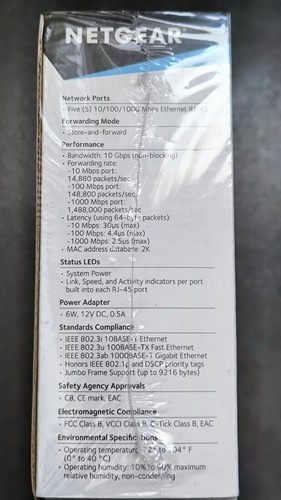 NETGEAR
Network Ports
• Five (5) 10/100/1000 Mbps Ethernet RJ-45
Forwarding Mode
• Store-and-forward
Performance
• Bandwidth: 10 Gbps (non-blocking)
• Forwarding rate:
-10 Mbps port:
14,880 packets/sec
-100 Mbps port:
148,800 packets/sec
-1000 Mbps port:
1,488,000 packets/sec
• Latency (using 64-byte packets):
-10 Mbps: 30μs (max)
-100 Mbps: 4.4μs (max)
-1000 Mbps: 2.5μs (max)
• MAC address database: 2K
Status LEDs
• System Power
• Link, Speed, and Activity indicators per port
built into each RJ-45 port
Power Adapter
• 6W, 12V DC, 0.5A
Standards Compliance
• IEEE 802.3i 10BASE-T Ethernet
• IEEE 802.3u 100BASE-TX Fast Ethernet
• IEEE 802.3ab 1000BASE-T Gigabit Ethernet
• Honors IEEE 802.1p and DSCP priority tags
• Jumbo Frame Support (up to 9216 bytes)
Safety Agency Approvals
• CB, CE mark, EAC
Electromagnetic Compliance
• FCC Class B, VCCI Class B, C-Tick Class B, EAC
Environmental Specifications
• Operating temperature: 104° F
(0° to 40 °C)
• Operating humidity: 10% to 90% maximum
relative humidity, non-condensing